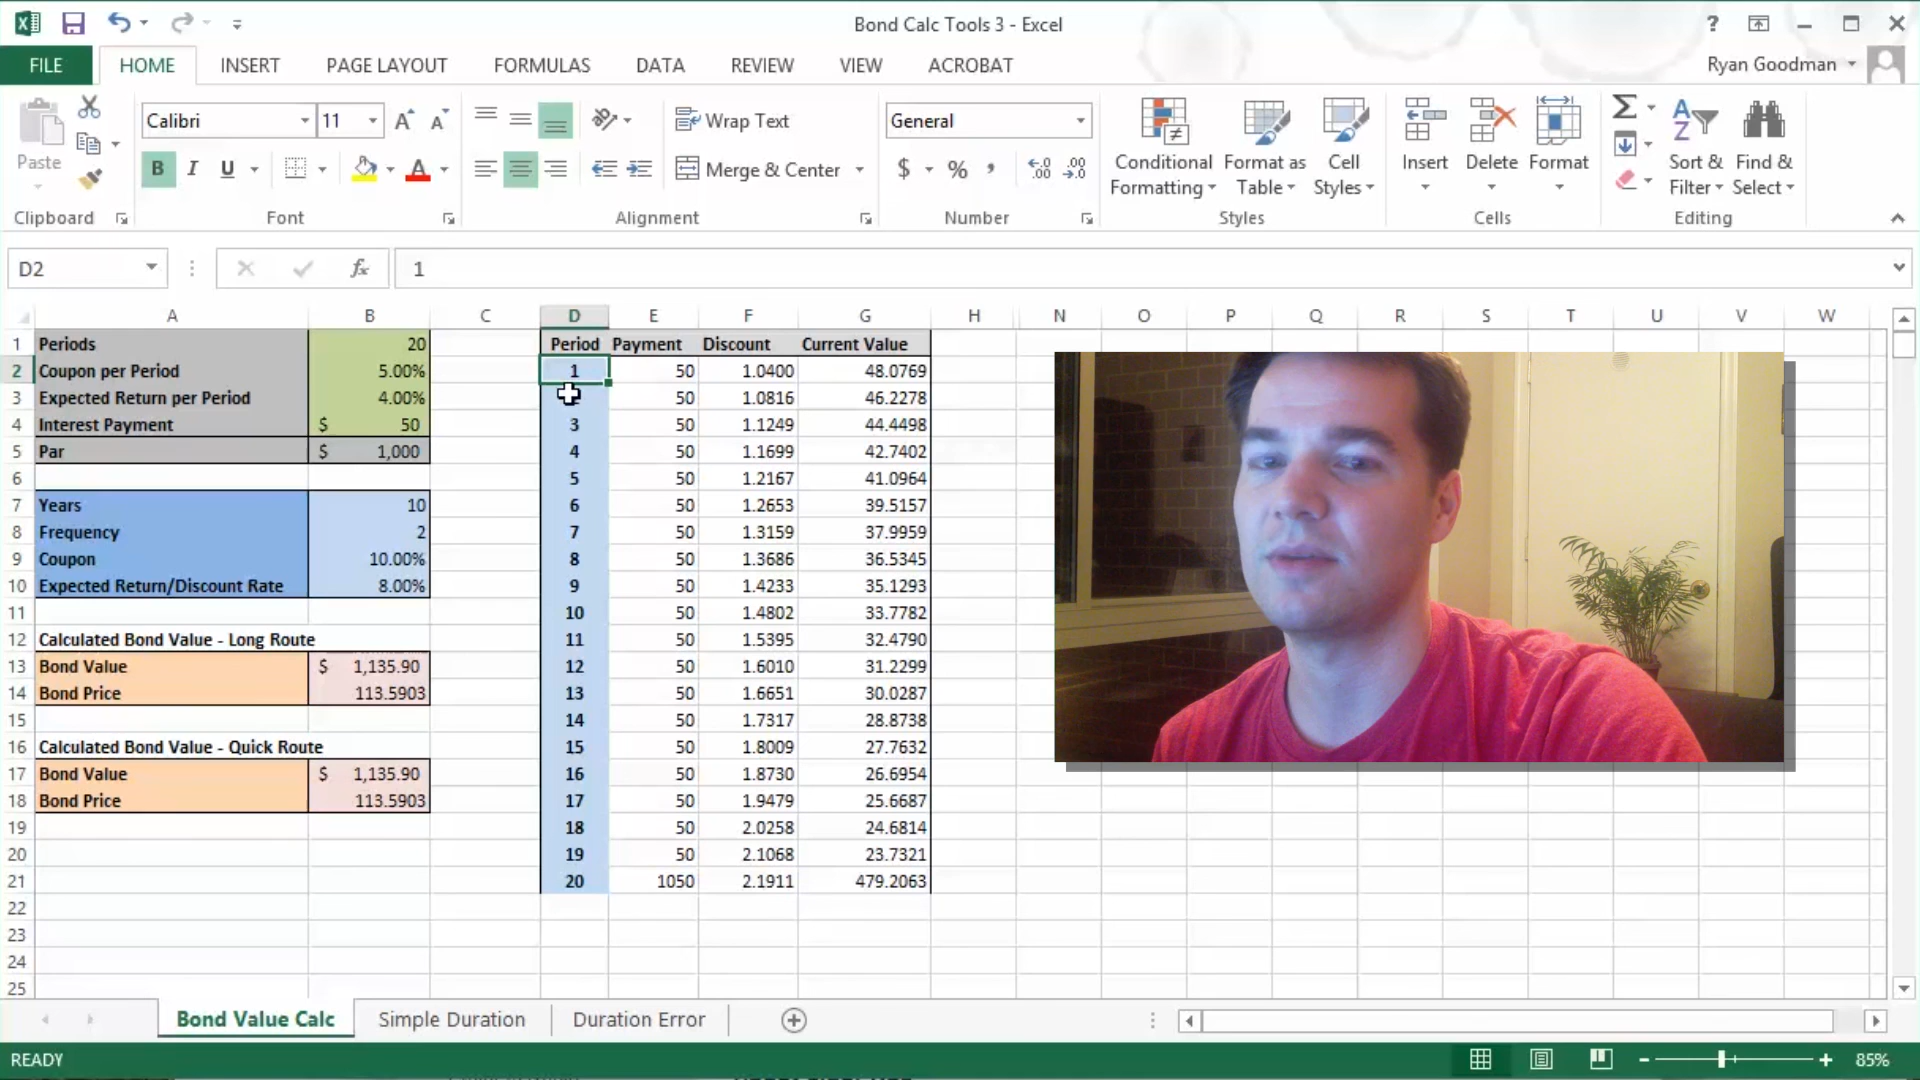 Bond Calc Tools 3 - Excel
FILE HOME INSERT PAGE LAYOUT FORMULAS DATA REVIEW VIEW ACROBAT Ryan Goodman
Calibri 11 Wrap Text General
Paste B I U Merge & Center $ % , Conditional Formatting Format as Table Cell Styles Insert Delete Format Sort & Filter Find & Select
Clipboard Font Alignment Number Styles Cells Editing
D2 fx 1
A B C D E F G H N O P Q R S T U V W
1 Periods 20 Period Payment Discount Current Value
2 Coupon per Period 5.00% 1 50 1.0400 48.0769
3 Expected Return per Period 4.00% 50 1.0816 46.2278
4 Interest Payment $ 50 3 50 1.1249 44.4498
5 Par $ 1,000 4 50 1.1699 42.7402
6 5 50 1.2167 41.0964
7 Years 10 6 50 1.2653 39.5157
8 Frequency 2 7 50 1.3159 37.9959
9 Coupon 10.00% 8 50 1.3686 36.5345
10 Expected Return/Discount Rate 8.00% 9 50 1.4233 35.1293
11 10 50 1.4802 33.7782
12 Calculated Bond Value - Long Route 11 50 1.5395 32.4790
13 Bond Value $ 1,135.90 12 50 1.6010 31.2299
14 Bond Price 113.5903 13 50 1.6651 30.0287
15 14 50 1.7317 28.8738
16 Calculated Bond Value - Quick Route 15 50 1.8009 27.7632
17 Bond Value $ 1,135.90 16 50 1.8730 26.6954
18 Bond Price 113.5903 17 50 1.9479 25.6687
19 18 50 2.0258 24.6814
20 19 50 2.1068 23.7321
21 20 1050 2.1911 479.2063
22
23
24
25
Bond Value Calc Simple Duration Duration Error
READY 85%